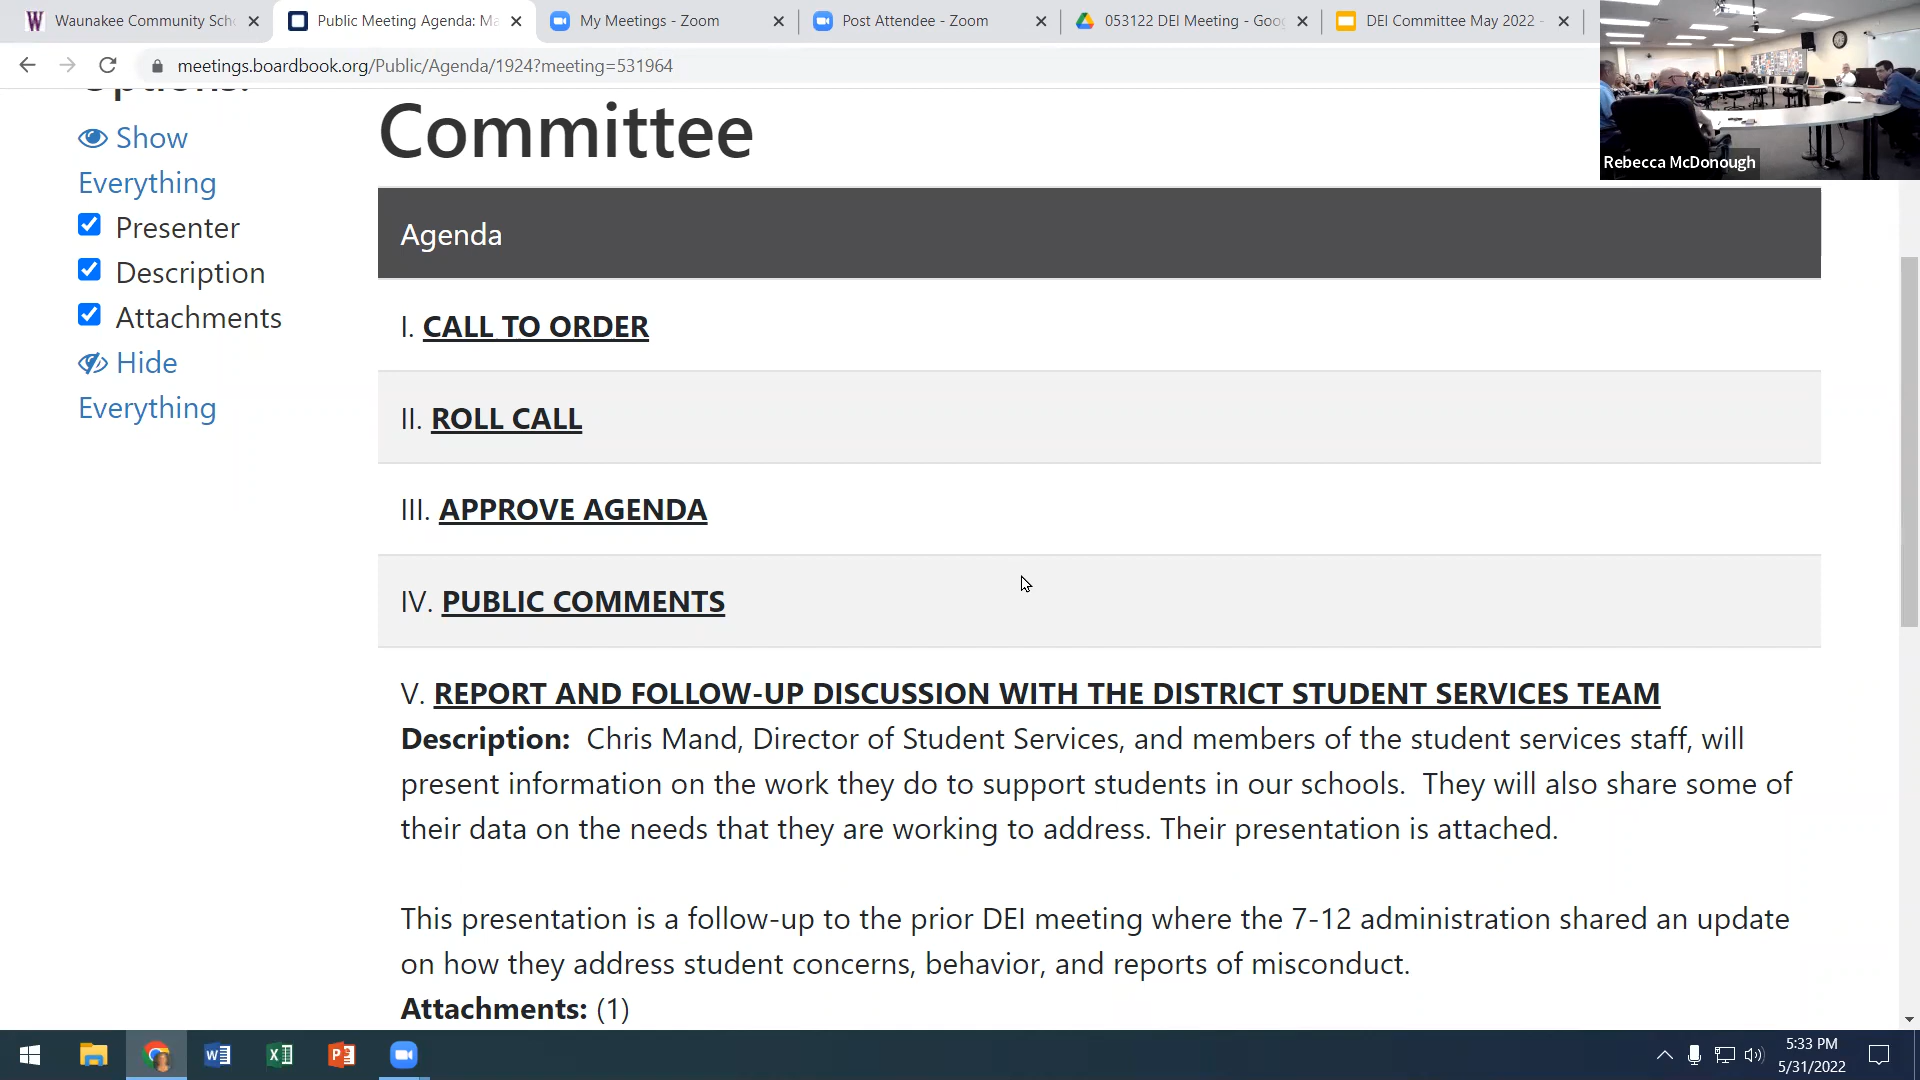 Waunakee Community Sch
Public Meeting Agenda: Ma
My Meetings - Zoom
Post Attendee - Zoom
053122 DEI Meeting - Goo
DEI Committee May 2022 -
meetings.boardbook.org/Public/Agenda/1924?meeting=531964
Rebecca McDonough
Options:
Show
Everything
Presenter
Description
Attachments
Hide
Everything
Committee
Agenda
I. CALL TO ORDER
II. ROLL CALL
III. APPROVE AGENDA
IV. PUBLIC COMMENTS
V. REPORT AND FOLLOW-UP DISCUSSION WITH THE DISTRICT STUDENT SERVICES TEAM
Description: Chris Mand, Director of Student Services, and members of the student services staff, will
present information on the work they do to support students in our schools. They will also share some of
their data on the needs that they are working to address. Their presentation is attached.
This presentation is a follow-up to the prior DEI meeting where the 7-12 administration shared an update
on how they address student concerns, behavior, and reports of misconduct.
Attachments: (1)
5:33 PM
5/31/2022